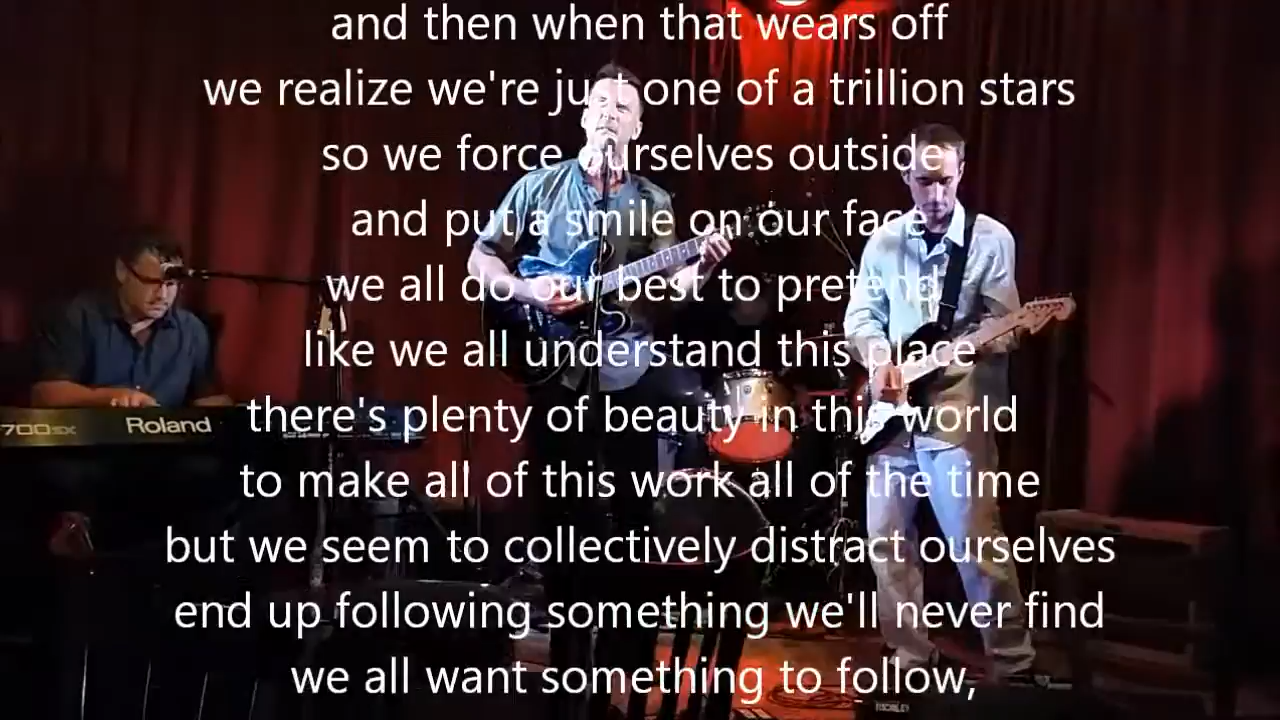 and then when that wears off
we realize we're just one of a trillion stars
so we force ourselves outside
and put a smile on our face
we all do our best to pretend
like we all understand this place
there's plenty of beauty in this world
to make all of this work all of the time
but we seem to collectively distract ourselves
end up following something we'll never find
we all want something to follow,
700SX Roland